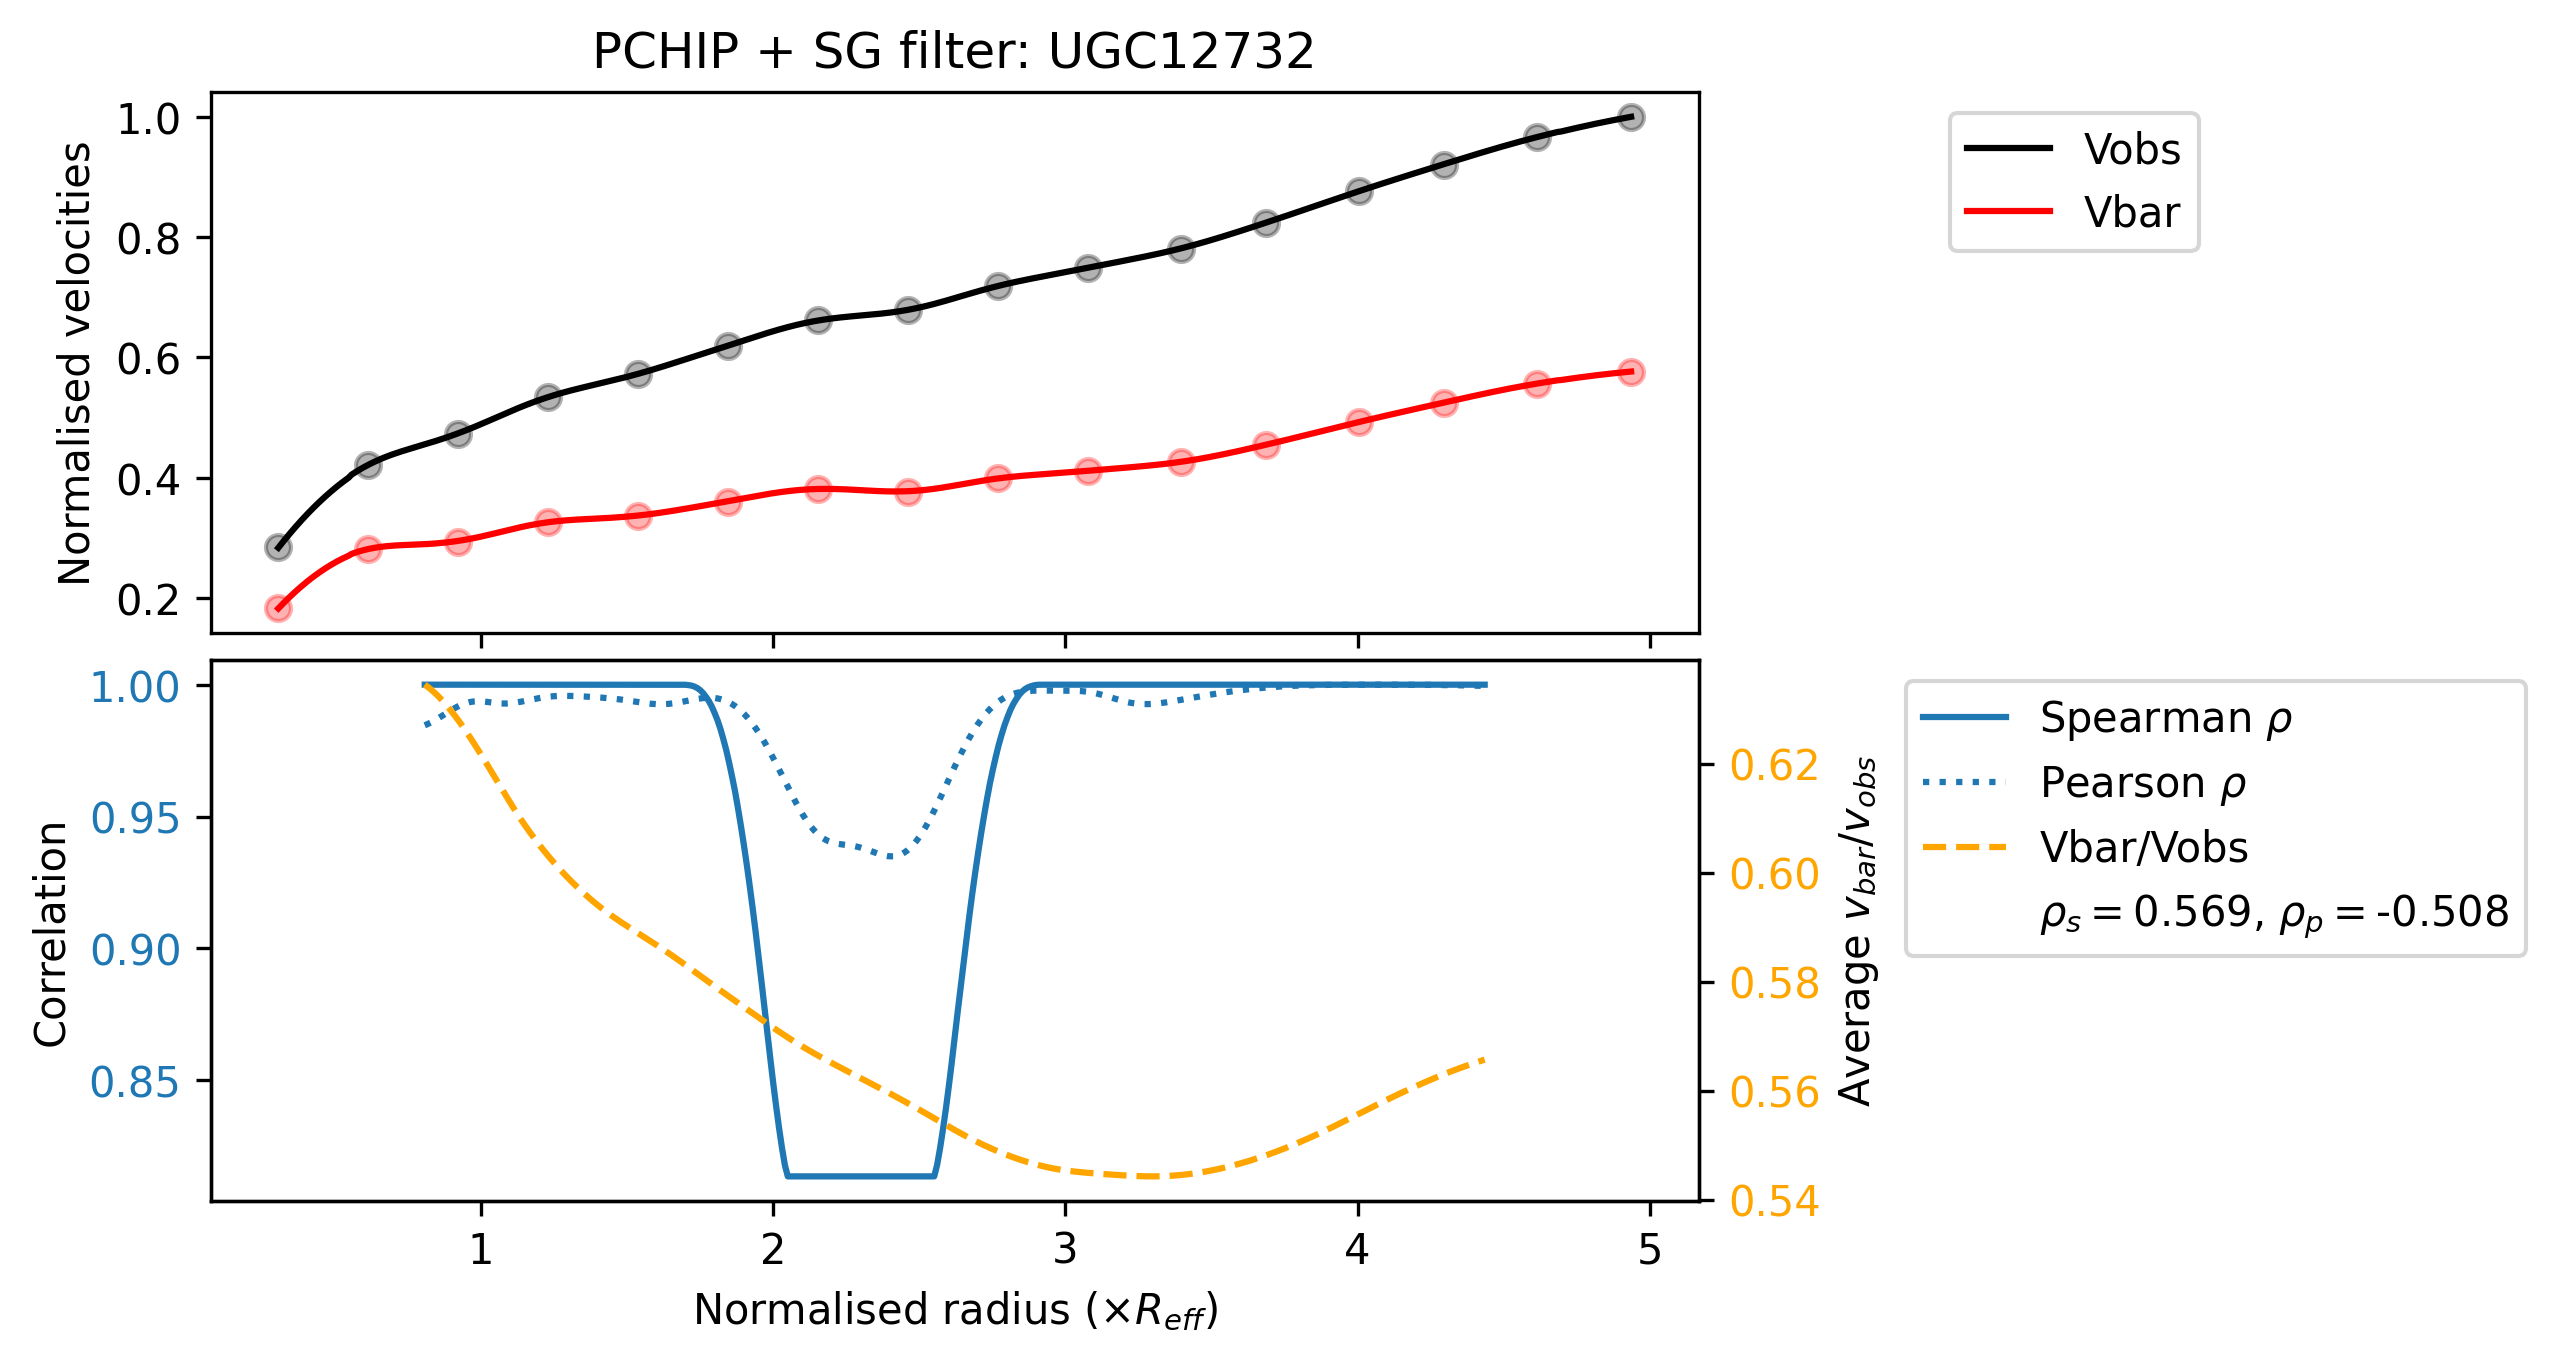 PCHIP + SG filter: UGC12732
Normalised velocities
1.0
0.8
0.6
0.4
0.2
Vobs
Vbar
Correlation
1.00
0.95
0.90
0.85
0.62
0.60
0.58
0.56
0.54
Average v_bar/v_obs
Spearman ρ
Pearson ρ
Vbar/Vobs
ρ_s = 0.569, ρ_p = -0.508
1 2 3 4 5
Normalised radius (×R_eff)